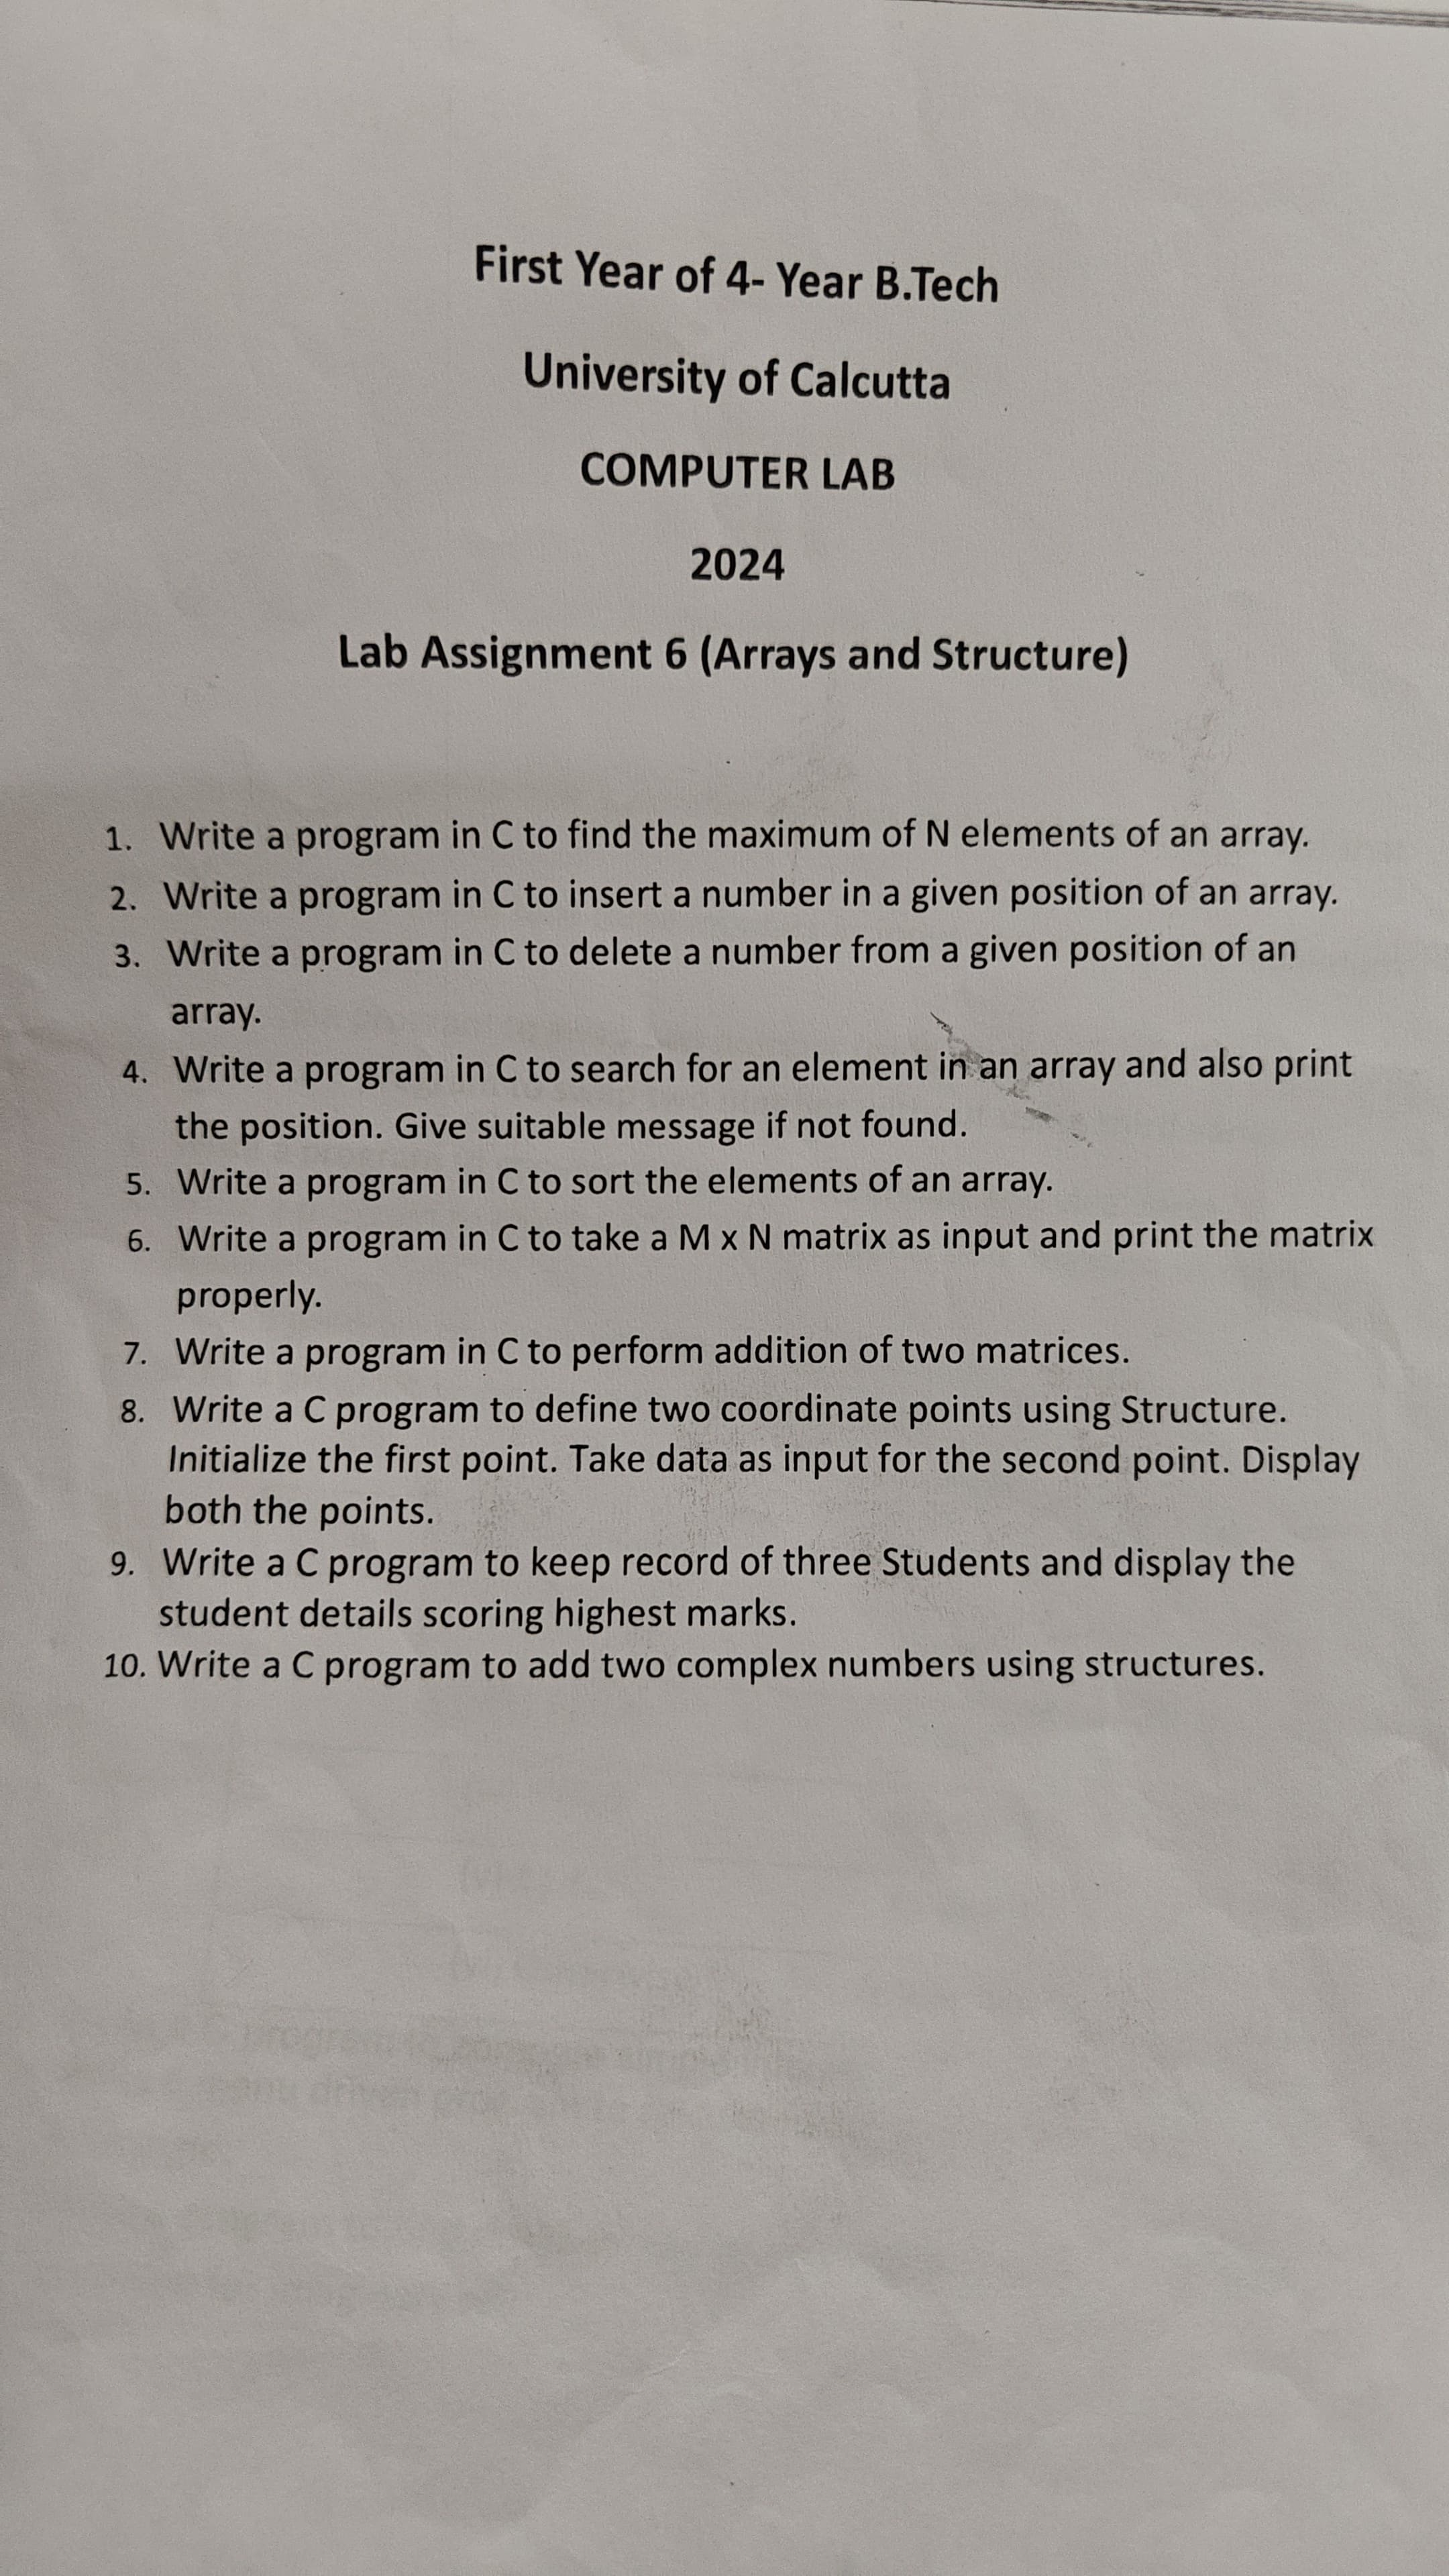 First Year of 4- Year B.Tech
University of Calcutta
COMPUTER LAB
2024
Lab Assignment 6 (Arrays and Structure)
1. Write a program in C to find the maximum of N elements of an array.
2. Write a program in C to insert a number in a given position of an array.
3. Write a program in C to delete a number from a given position of an
array.
4. Write a program in C to search for an element in an array and also print
the position. Give suitable message if not found.
5. Write a program in C to sort the elements of an array.
6. Write a program in C to take a M x N matrix as input and print the matrix
properly.
7. Write a program in C to perform addition of two matrices.
8. Write a C program to define two coordinate points using Structure.
Initialize the first point. Take data as input for the second point. Display
both the points.
9. Write a C program to keep record of three Students and display the
student details scoring highest marks.
10. Write a C program to add two complex numbers using structures.